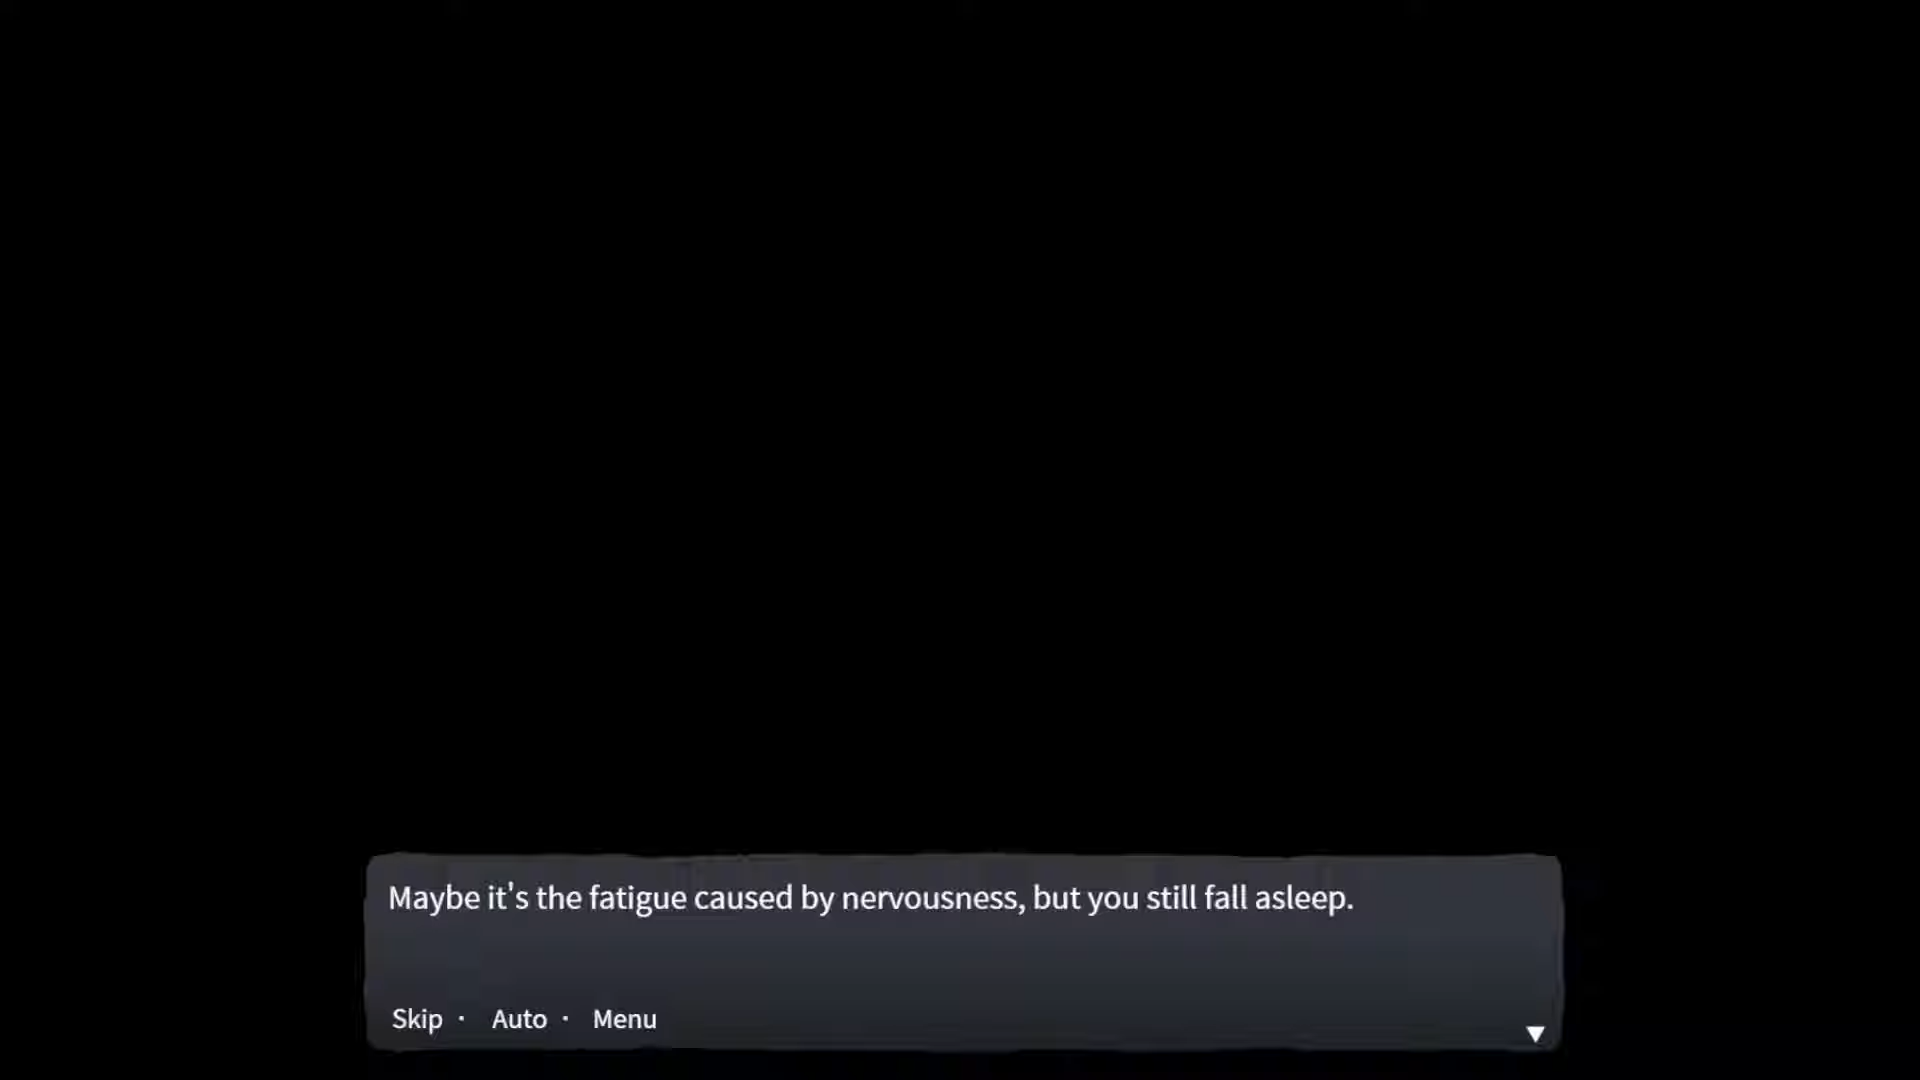 Maybe it's the fatigue caused by nervousness, but you still fall asleep.
Skip · Auto · Menu